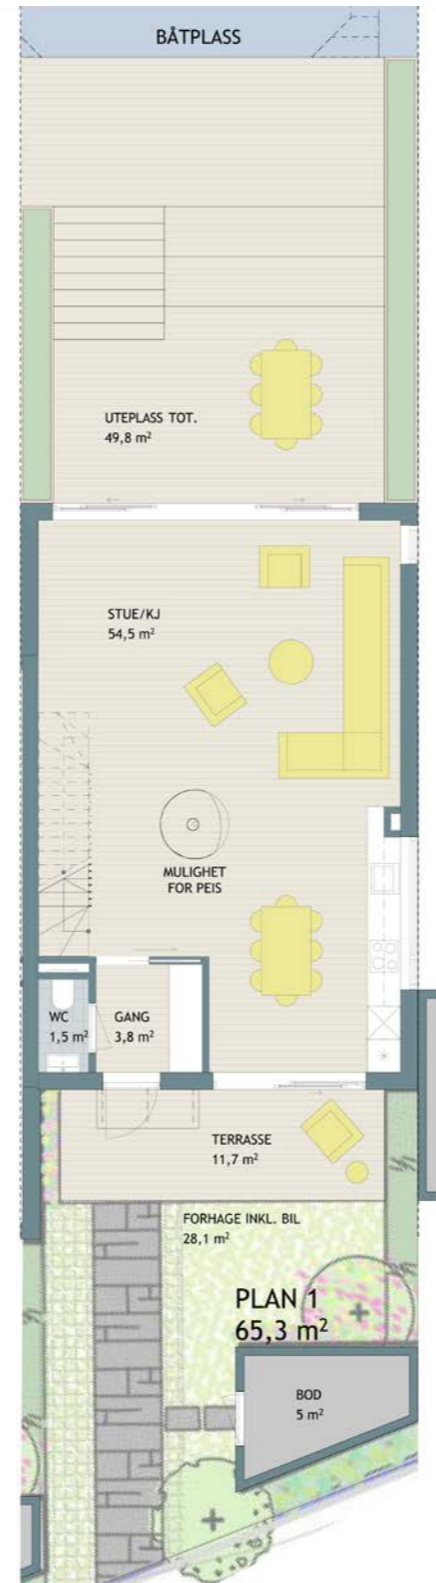 BÅTPLASS
UTEPLASS TOT.
49,8 m²
STUE/KJ
54,5 m²
MULIGHET
FOR PEIS
WC
1,5 m²
GANG
3,8 m²
TERRASSE
11,7 m²
FORHAGE INKL. BIL
28,1 m²
PLAN 1
65,3 m²
BOD
5 m²